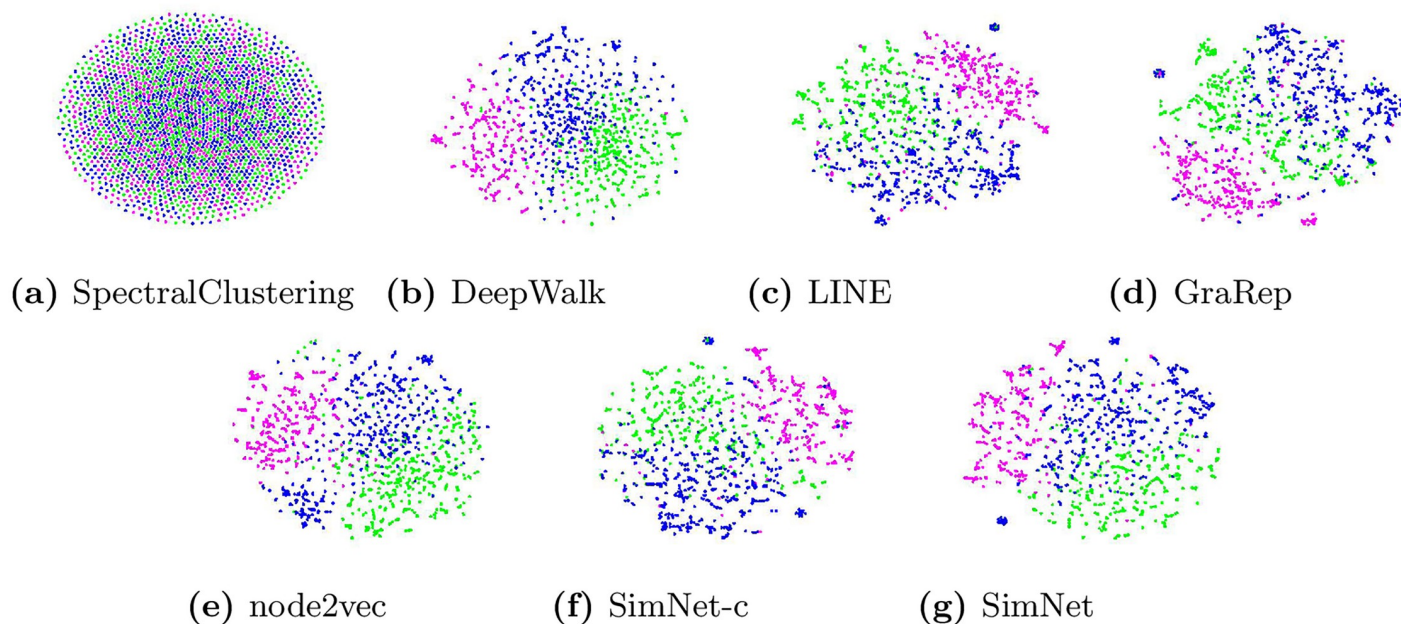 (a) SpectralClustering (b) DeepWalk (c) LINE (d) GraRep
(e) node2vec (f) SimNet-c (g) SimNet